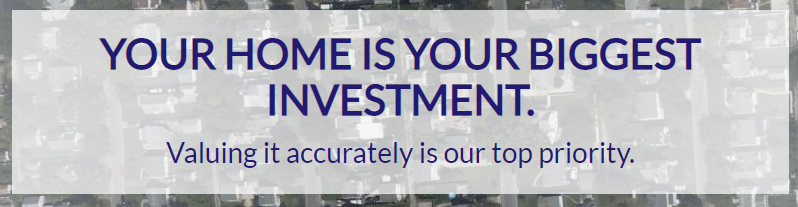 YOUR HOME IS YOUR BIGGEST
INVESTMENT.
Valuing it accurately is our top priority.